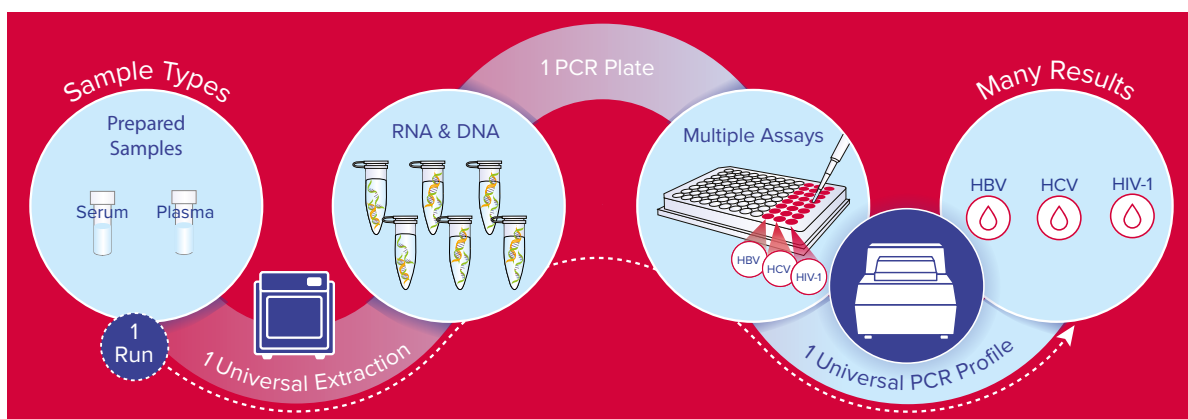 Sample Types
Prepared
Samples
Serum
Plasma
1
Run
1 Universal Extraction
RNA & DNA
1 PCR Plate
Multiple Assays
HBV
HCV
HIV-1
1 Universal PCR Profile
Many Results
HBV
HCV
HIV-1